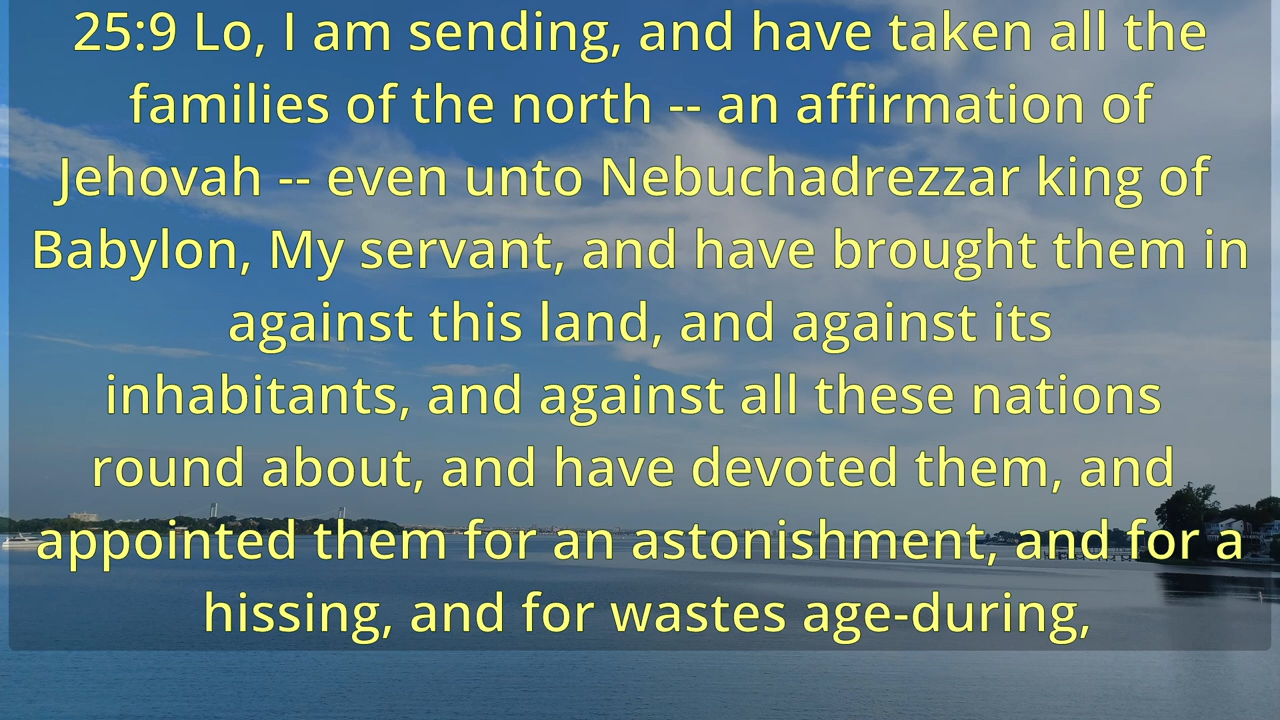 25:9 Lo, I am sending, and have taken all the
families of the north -- an affirmation of
Jehovah -- even unto Nebuchadrezzar king of
Babylon, My servant, and have brought them in
against this land, and against its
inhabitants, and against all these nations
round about, and have devoted them, and
appointed them for an astonishment, and for a
hissing, and for wastes age-during,